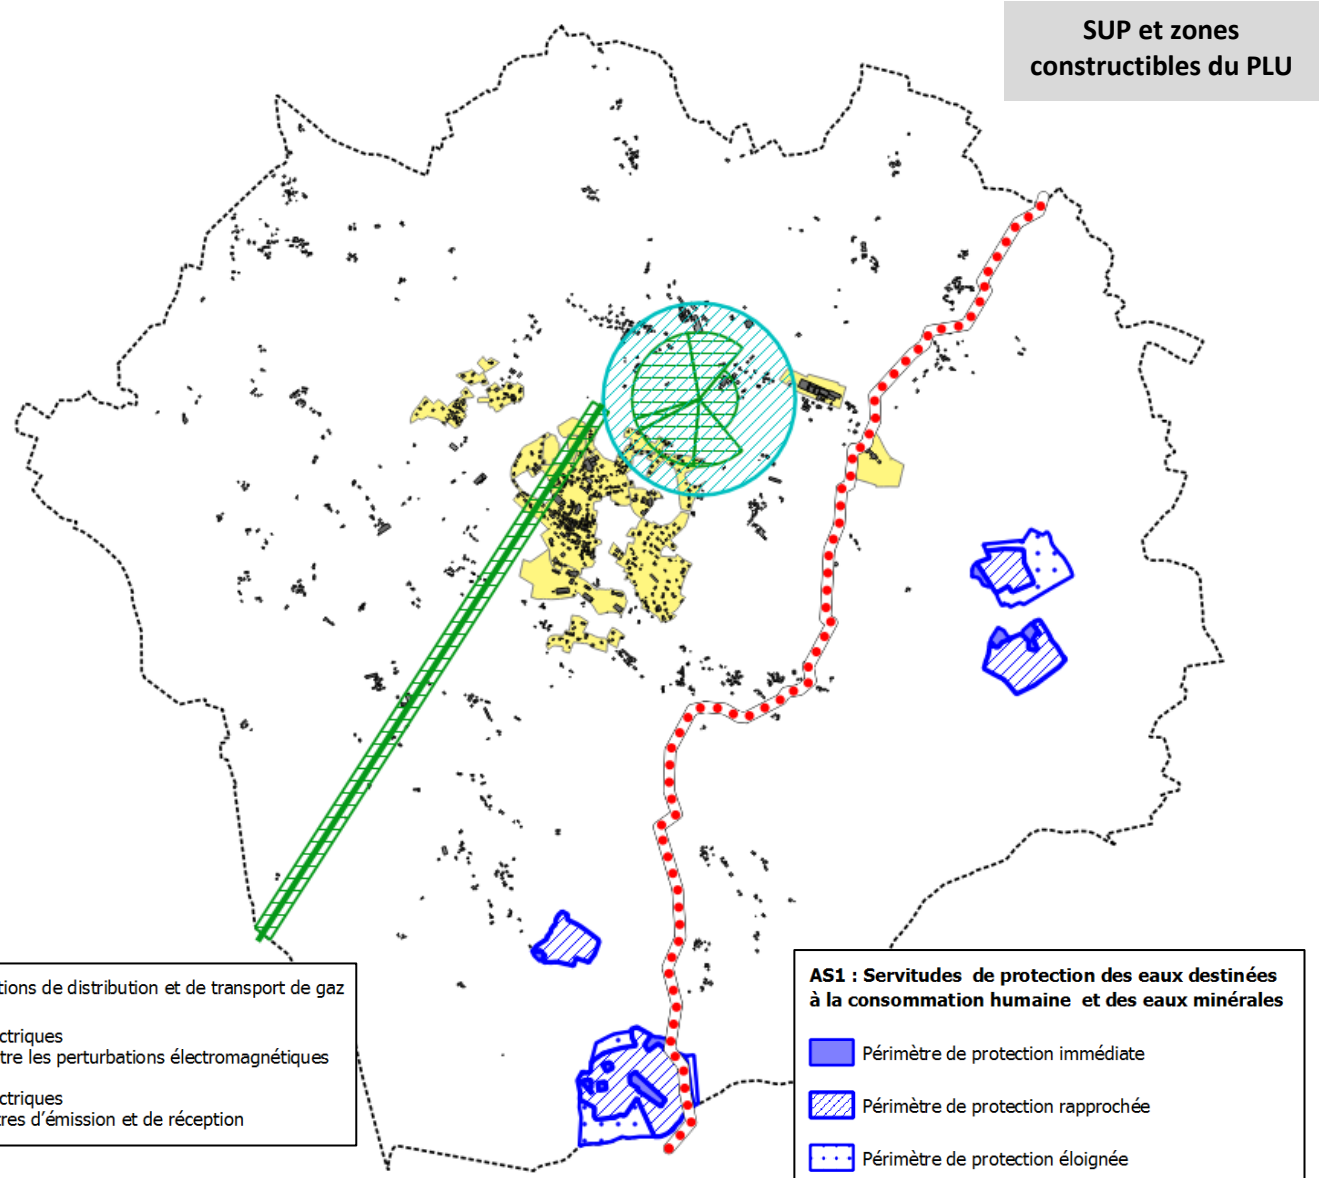 SUP et zones
constructibles du PLU
tions de distribution et de transport de gaz
ctriques
tre les perturbations électromagnétiques
ctriques
tres d'émission et de réception
AS1 : Servitudes de protection des eaux destinées
à la consommation humaine et des eaux minérales
Périmètre de protection immédiate
Périmètre de protection rapprochée
Périmètre de protection éloignée